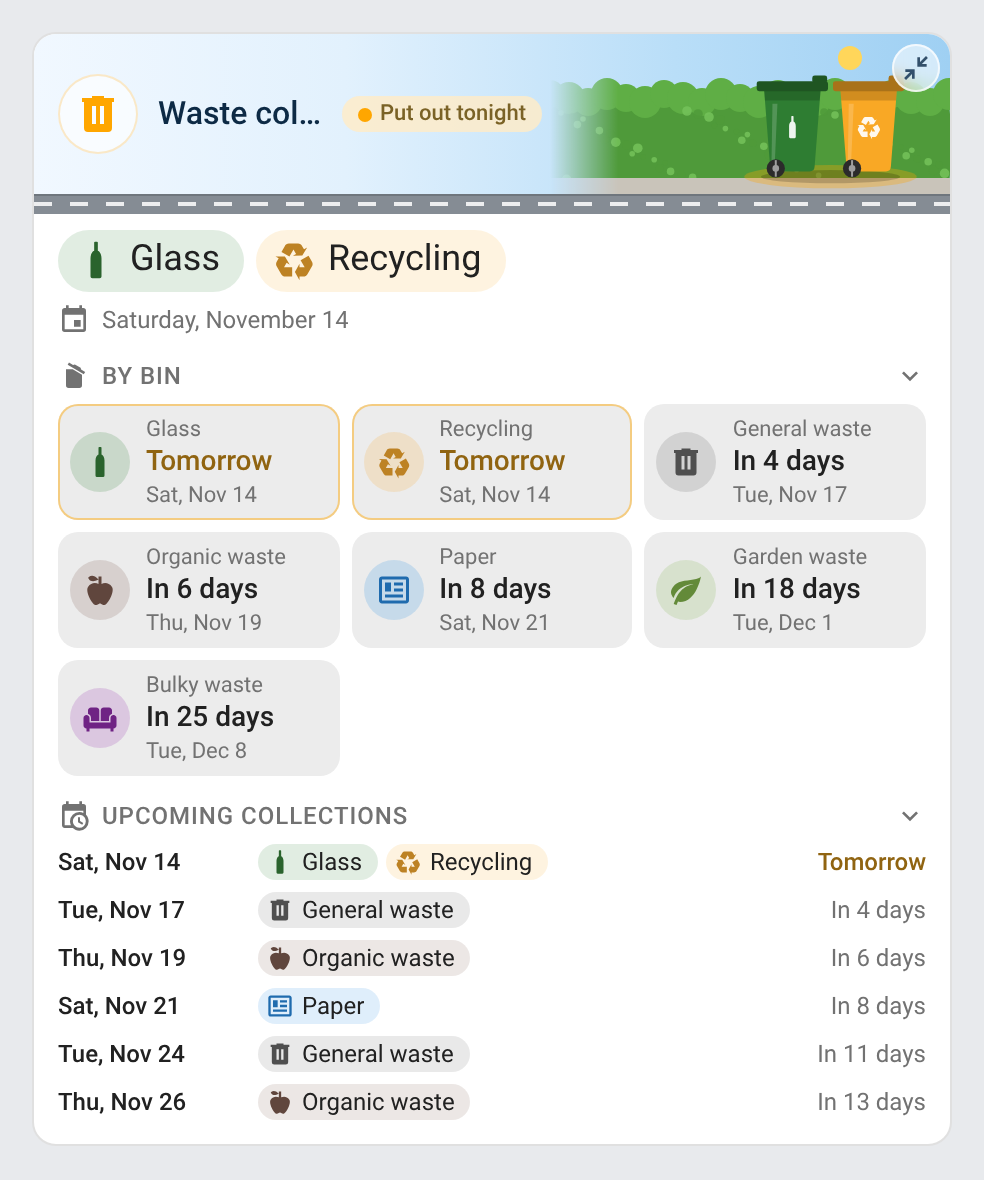 Waste col...
Put out tonight
Glass
Recycling
Saturday, November 14
BY BIN
Glass
Tomorrow
Sat, Nov 14
Recycling
Tomorrow
Sat, Nov 14
General waste
In 4 days
Tue, Nov 17
Organic waste
In 6 days
Thu, Nov 19
Paper
In 8 days
Sat, Nov 21
Garden waste
In 18 days
Tue, Dec 1
Bulky waste
In 25 days
Tue, Dec 8
UPCOMING COLLECTIONS
Sat, Nov 14 Glass Recycling Tomorrow
Tue, Nov 17 General waste In 4 days
Thu, Nov 19 Organic waste In 6 days
Sat, Nov 21 Paper In 8 days
Tue, Nov 24 General waste In 11 days
Thu, Nov 26 Organic waste In 13 days